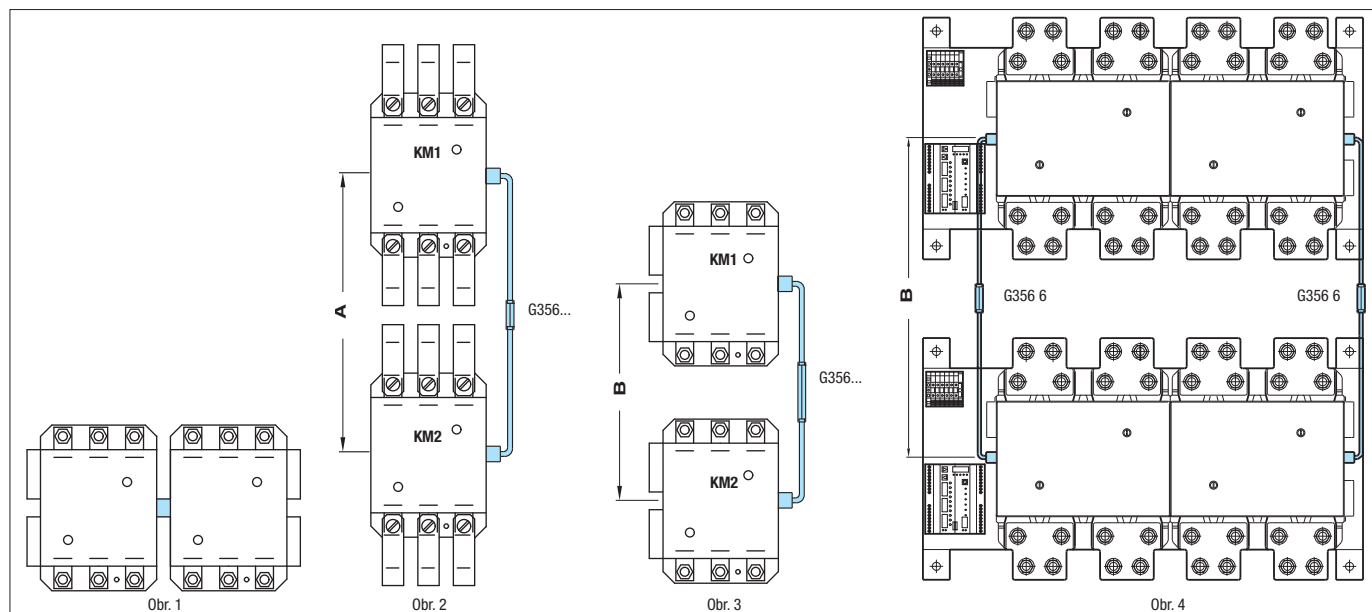 KM1
A
G356...
KM2
KM1
B
G356...
KM2
B
G356 6
G356 6
Obr. 1
Obr. 2
Obr. 3
Obr. 4